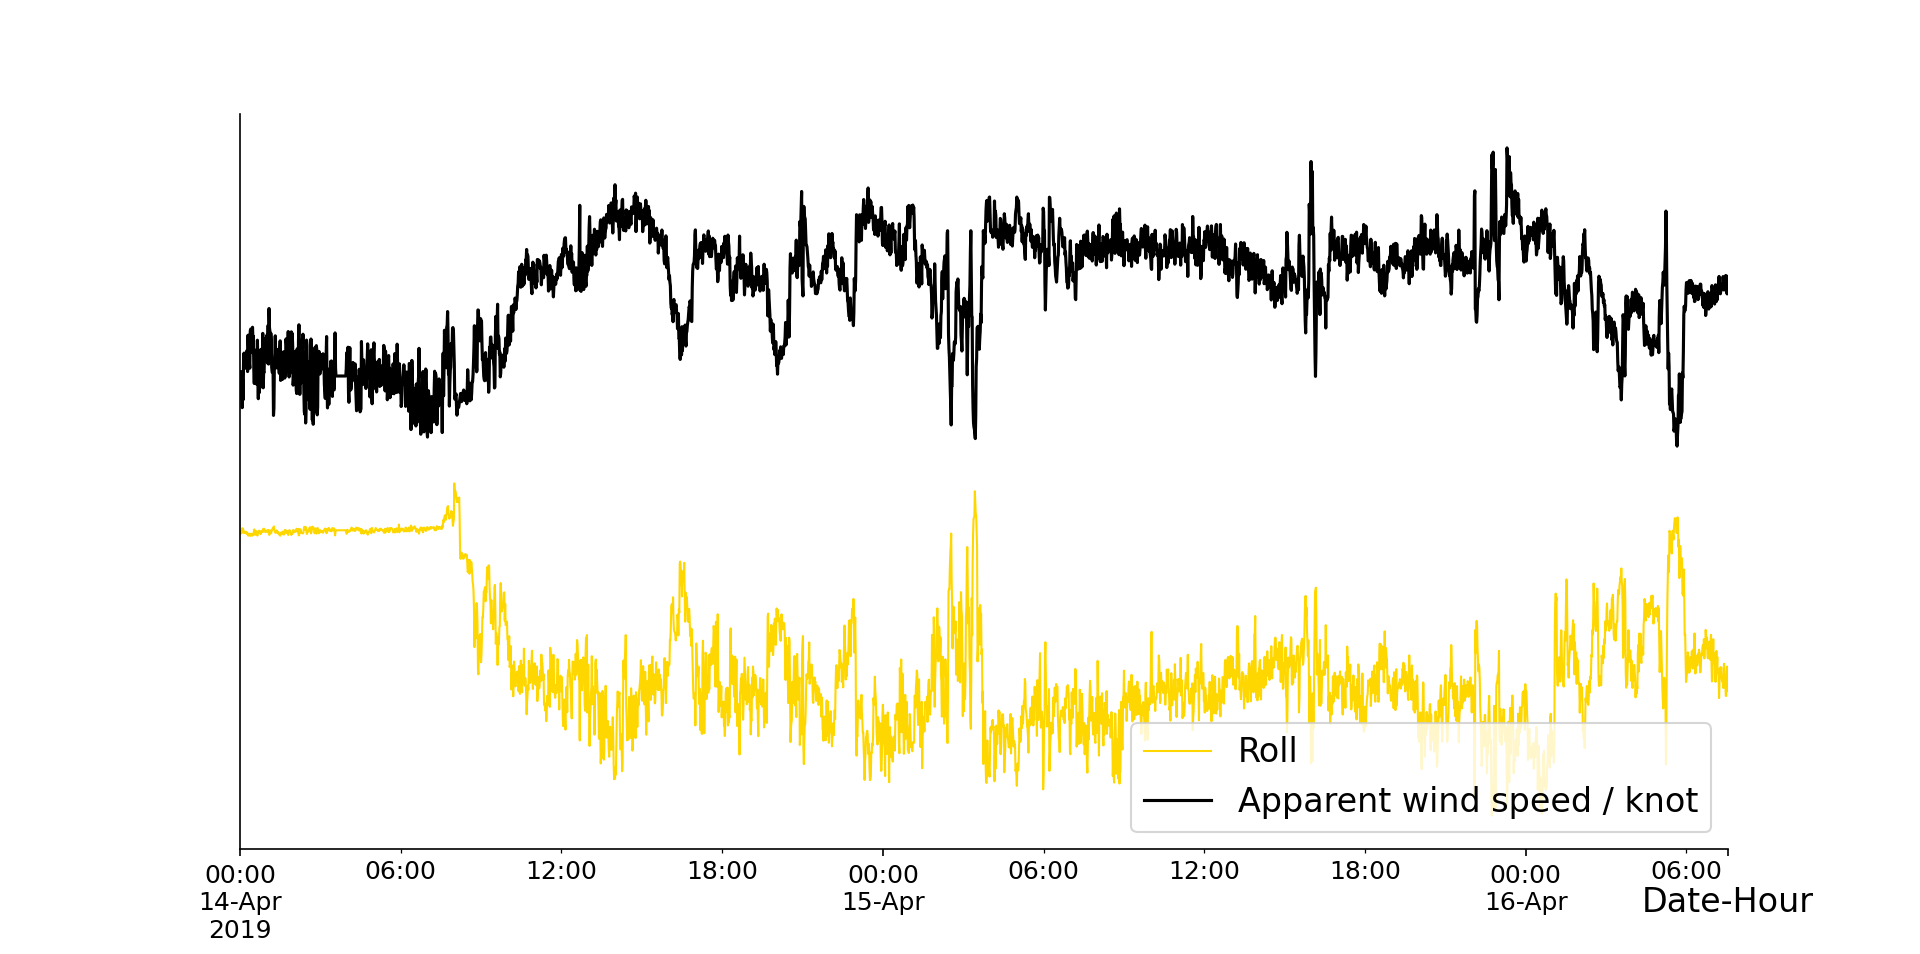 Roll
Apparent wind speed / knot
00:00 06:00 12:00 18:00 00:00 06:00 12:00 18:00 00:00 06:00
14-Apr 15-Apr 16-Apr Date-Hour
2019